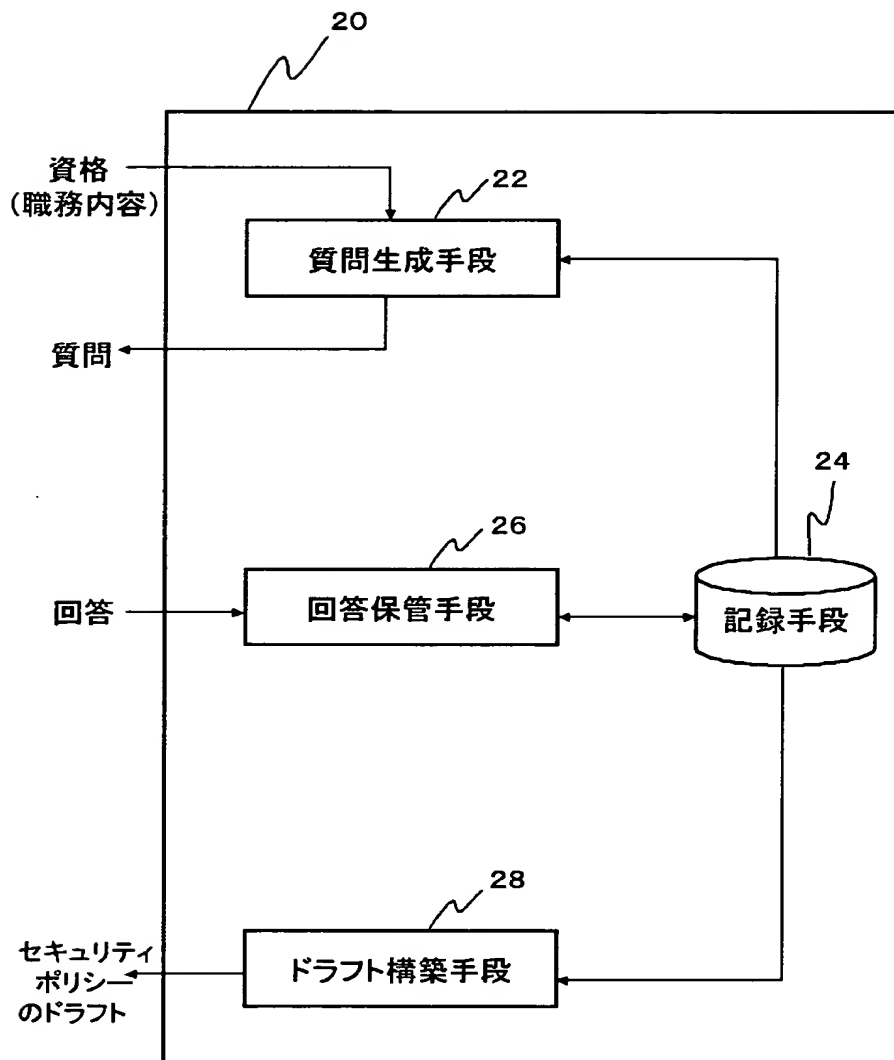 20
資格
(職務内容)
22
質問生成手段
質問
24
26
回答
回答保管手段
記録手段
28
セキュリティ
ポリシー
のドラフト
ドラフト構築手段